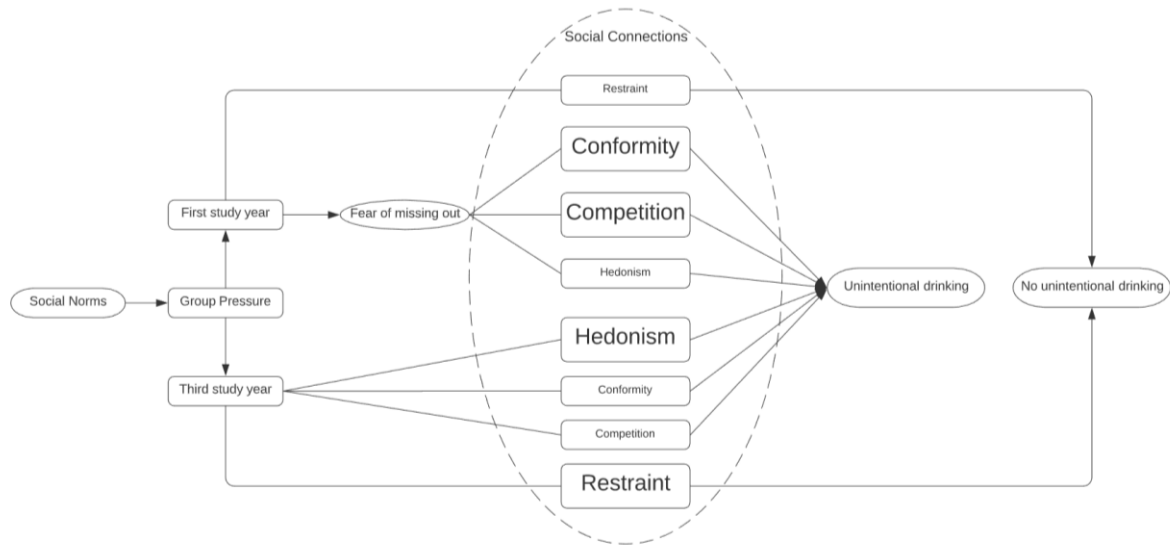 Social Connections
Restraint
Conformity
First study year
Fear of missing out
Competition
Hedonism
Social Norms
Group Pressure
Unintentional drinking
No unintentional drinking
Hedonism
Third study year
Conformity
Competition
Restraint